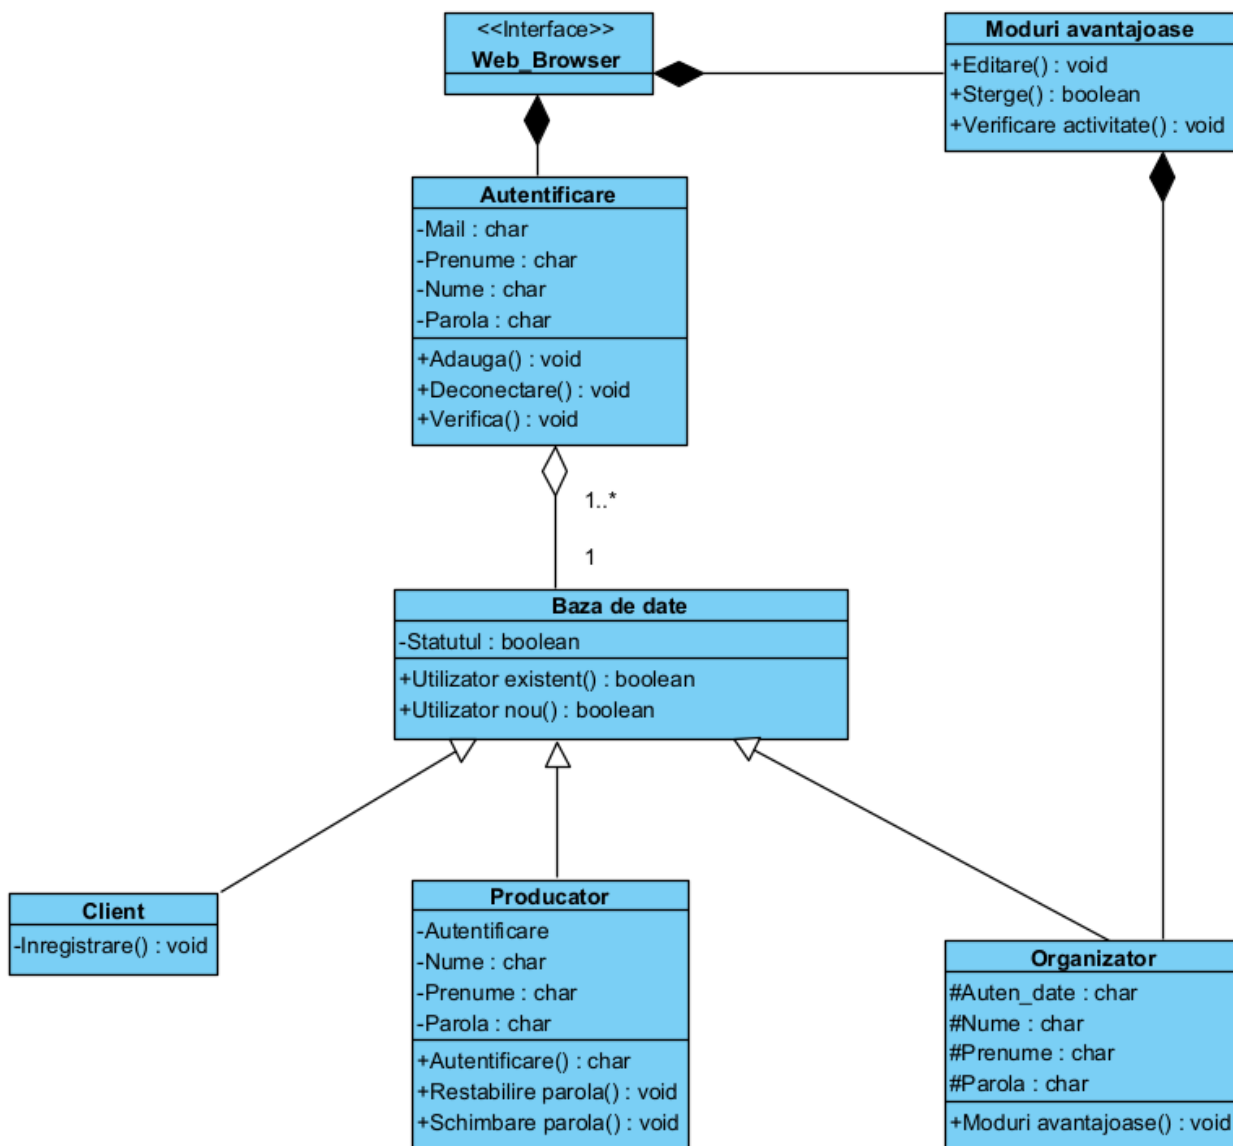 <<Interface>>
Web_Browser
Moduri avantajoase
+Editare() : void
+Sterge() : boolean
+Verificare activitate() : void
Autentificare
-Mail : char
-Prenume : char
-Nume : char
-Parola : char
+Adauga() : void
+Deconectare() : void
+Verifica() : void
1..*
1
Baza de date
-Statutul : boolean
+Utilizator existent() : boolean
+Utilizator nou() : boolean
Client
-Inregistrare() : void
Producator
-Autentificare
-Nume : char
-Prenume : char
-Parola : char
+Autentificare() : char
+Restabilire parola() : void
+Schimbare parola() : void
Organizator
#Auten_date : char
#Nume : char
#Prenume : char
#Parola : char
+Moduri avantajoase() : void